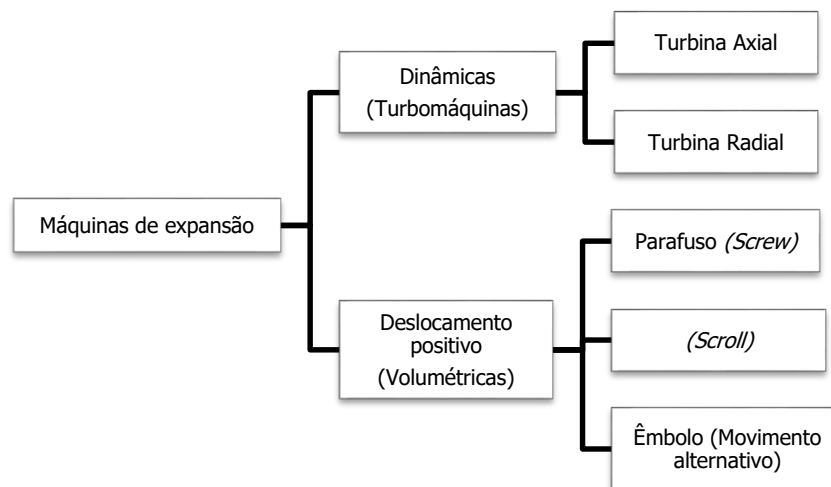 Máquinas de expansão
Dinâmicas
(Turbomáquinas)
Turbina Axial
Turbina Radial
Deslocamento
positivo
(Volumétricas)
Parafuso (Screw)
(Scroll)
Êmbolo (Movimento
alternativo)